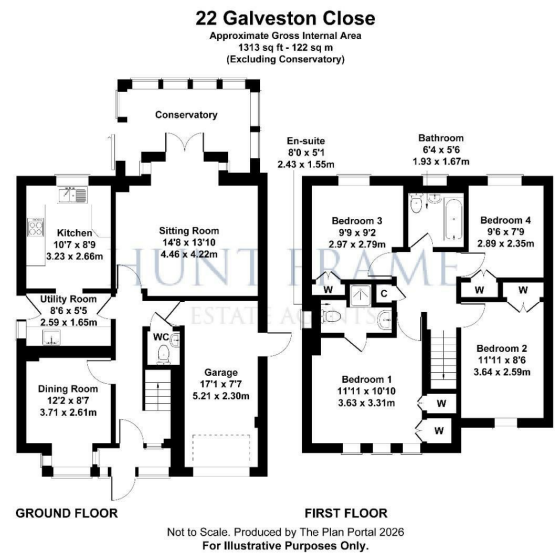 22 Galveston Close
Approximate Gross Internal Area
1313 sq ft - 122 sq m
(Excluding Conservatory)
Conservatory
Kitchen
10'7 x 8'9
3.23 x 2.66m
Sitting Room
14'8 x 13'10
4.46 x 4.22m
Utility Room
8'6 x 5'5
2.59 x 1.65m
WC
Garage
17'1 x 7'7
5.21 x 2.30m
Dining Room
12'2 x 8'7
3.71 x 2.61m
En-suite
8'0 x 5'1
2.43 x 1.55m
Bathroom
6'4 x 5'6
1.93 x 1.67m
Bedroom 3
9'9 x 9'2
2.97 x 2.79m
Bedroom 4
9'6 x 7'9
2.89 x 2.35m
W
C
W
W
Bedroom 1
11'11 x 10'10
3.63 x 3.31m
Bedroom 2
11'11 x 8'6
3.64 x 2.59m
W
W
HUNT FRAME
ESTATE AGENTS
GROUND FLOOR
FIRST FLOOR
Not to Scale. Produced by The Plan Portal 2026
For Illustrative Purposes Only.